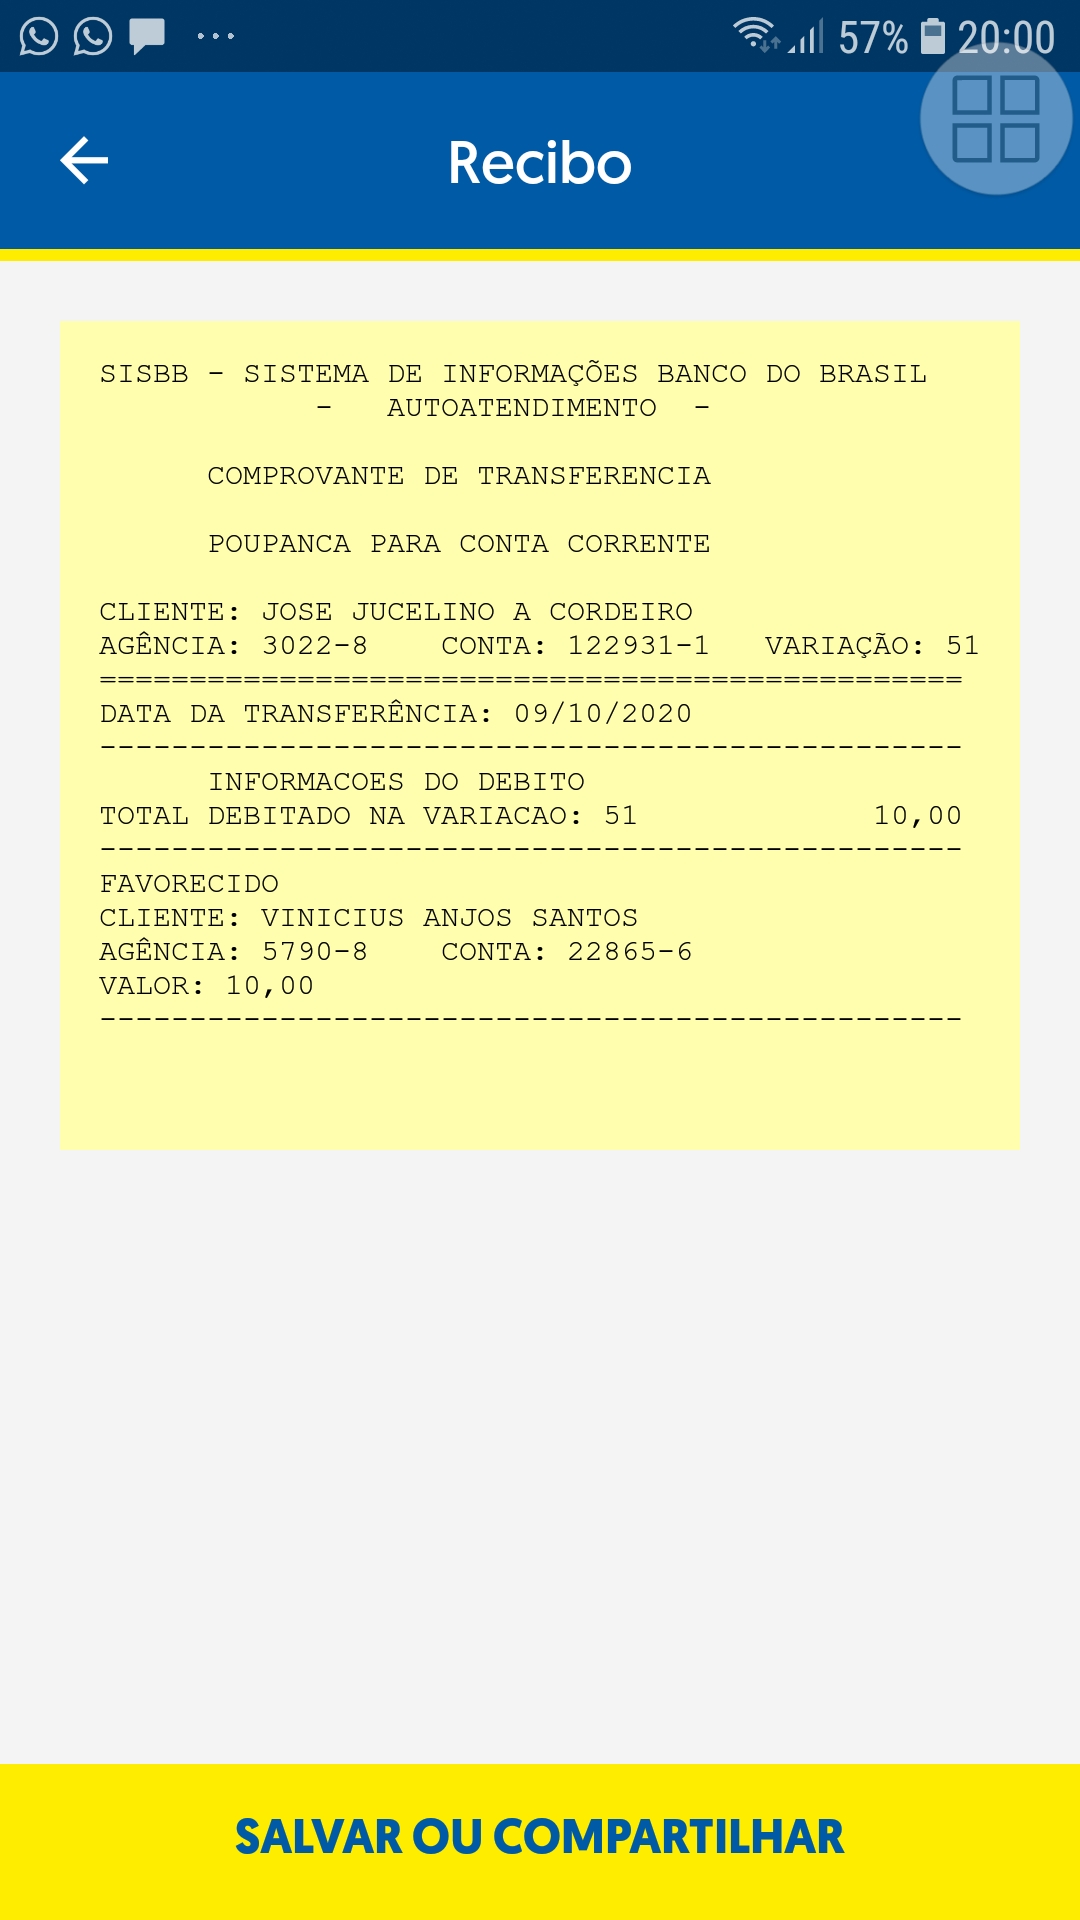 57% 20:00
Recibo
SISBB - SISTEMA DE INFORMAÇÕES BANCO DO BRASIL
- AUTOATENDIMENTO -
COMPROVANTE DE TRANSFERENCIA
POUPANCA PARA CONTA CORRENTE
CLIENTE: JOSE JUCELINO A CORDEIRO
AGÊNCIA: 3022-8 CONTA: 122931-1 VARIAÇÃO: 51
================================================
DATA DA TRANSFERÊNCIA: 09/10/2020
------------------------------------------------
INFORMACOES DO DEBITO
TOTAL DEBITADO NA VARIACAO: 51 10,00
------------------------------------------------
FAVORECIDO
CLIENTE: VINICIUS ANJOS SANTOS
AGÊNCIA: 5790-8 CONTA: 22865-6
VALOR: 10,00
------------------------------------------------
SALVAR OU COMPARTILHAR